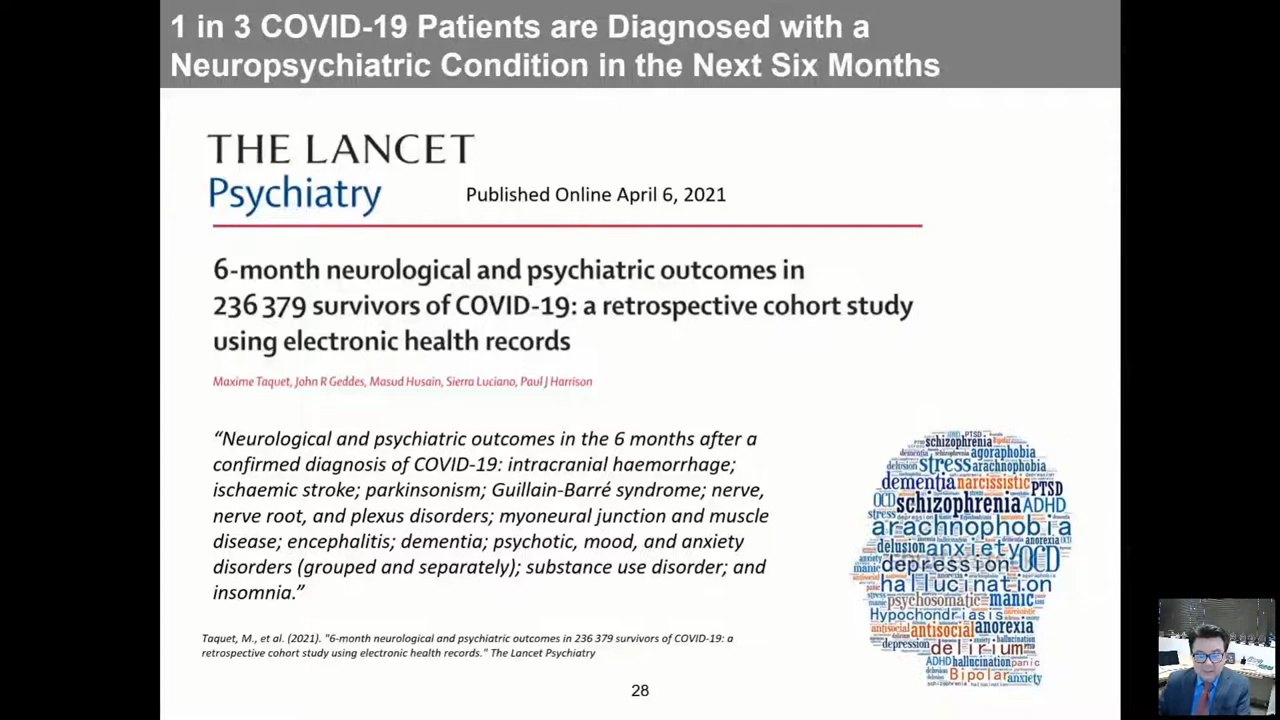 1 in 3 COVID-19 Patients are Diagnosed with a
Neuropsychiatric Condition in the Next Six Months
THE LANCET
Psychiatry
Published Online April 6, 2021
6-month neurological and psychiatric outcomes in
236 379 survivors of COVID-19: a retrospective cohort study
using electronic health records
Maxime Taquet, John R Geddes, Masud Husain, Sierra Luciano, Paul J Harrison
“Neurological and psychiatric outcomes in the 6 months after a
confirmed diagnosis of COVID-19: intracranial haemorrhage;
ischaemic stroke; parkinsonism; Guillain-Barré syndrome; nerve,
nerve root, and plexus disorders; myoneural junction and muscle
disease; encephalitis; dementia; psychotic, mood, and anxiety
disorders (grouped and separately); substance use disorder; and
insomnia.”
schizophrenia
agoraphobia
delusion stress arachnophobia
dementia narcissistic PTSD
OCD schizophrenia ADHD
arachnophobia
delusion anxiety OCD anorexia
depression
manic hallucination
psychosomatic manic
Hypochondriasis
antisocial antisocial anorexia
depression delirium
ADHD hallucination panic
Bipolar anxiety
Taquet, M., et al. (2021). "6-month neurological and psychiatric outcomes in 236 379 survivors of COVID-19: a
retrospective cohort study using electronic health records." The Lancet Psychiatry
28